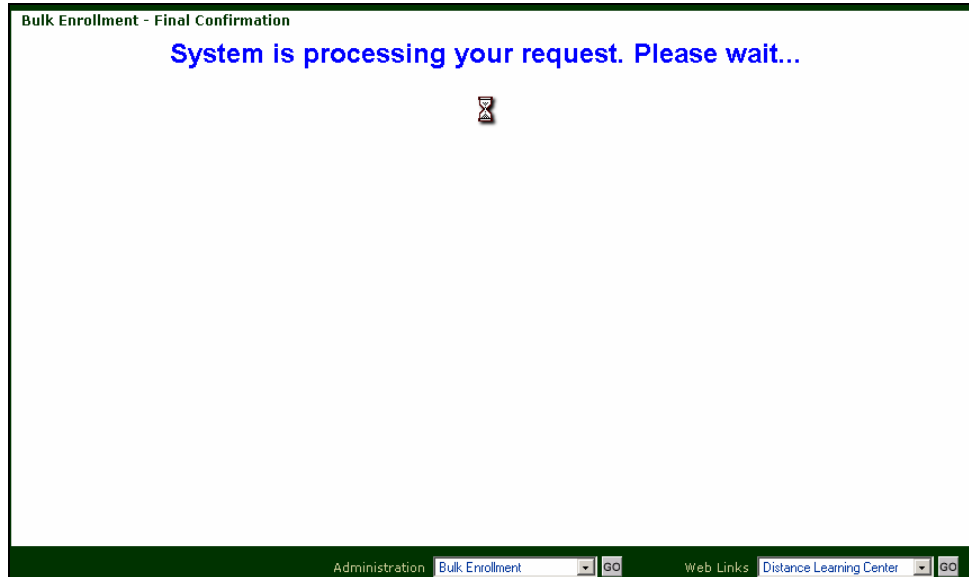 Bulk Enrollment - Final Confirmation
System is processing your request. Please wait...
Administration Bulk Enrollment GO Web Links Distance Learning Center GO